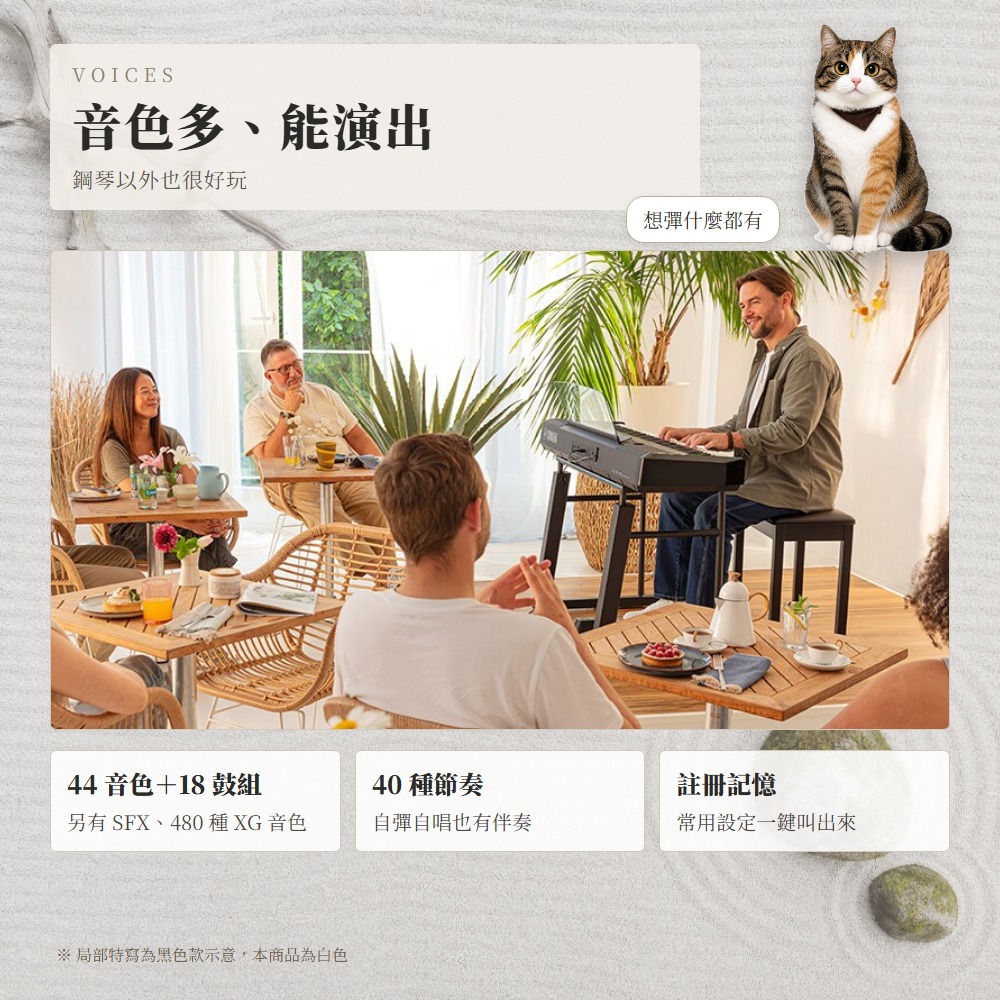 VOICES
音色多、能演出
鋼琴以外也很好玩
想彈什麼都有
44 音色＋18 鼓組
另有 SFX、480 種 XG 音色
40 種節奏
自彈自唱也有伴奏
註冊記憶
常用設定一鍵叫出來
※ 局部特寫為黑色款示意，本商品為白色